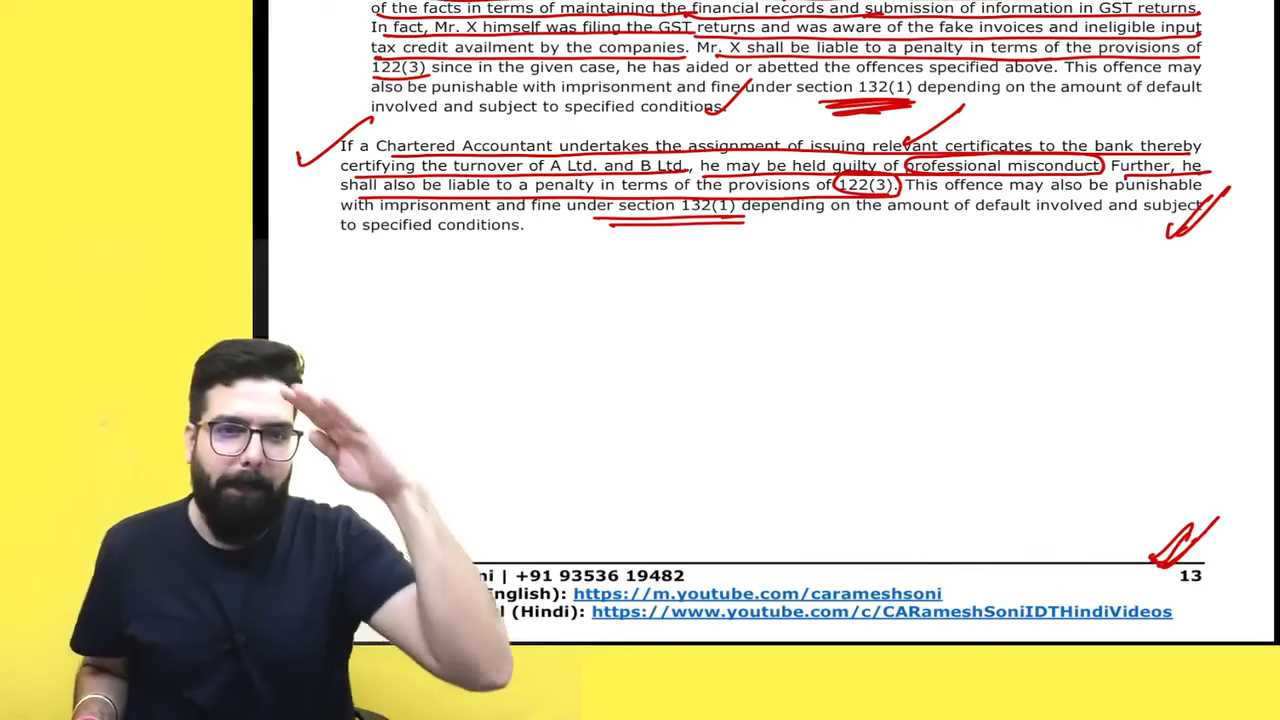 of the facts in terms of maintaining the financial records and submission of information in GST returns.
In fact, Mr. X himself was filing the GST returns and was aware of the fake invoices and ineligible input
tax credit availment by the companies. Mr. X shall be liable to a penalty in terms of the provisions of
122(3) since in the given case, he has aided or abetted the offences specified above. This offence may
also be punishable with imprisonment and fine under section 132(1) depending on the amount of default
involved and subject to specified conditions.
If a Chartered Accountant undertakes the assignment of issuing relevant certificates to the bank thereby
certifying the turnover of A Ltd. and B Ltd., he may be held guilty of professional misconduct. Further, he
shall also be liable to a penalty in terms of the provisions of 122(3). This offence may also be punishable
with imprisonment and fine under section 132(1) depending on the amount of default involved and subject
to specified conditions.
ni | +91 93536 19482 13
nglish): https://m.youtube.com/carameshsoni
l (Hindi): https://www.youtube.com/c/CARameshSoniIDTHindiVideos